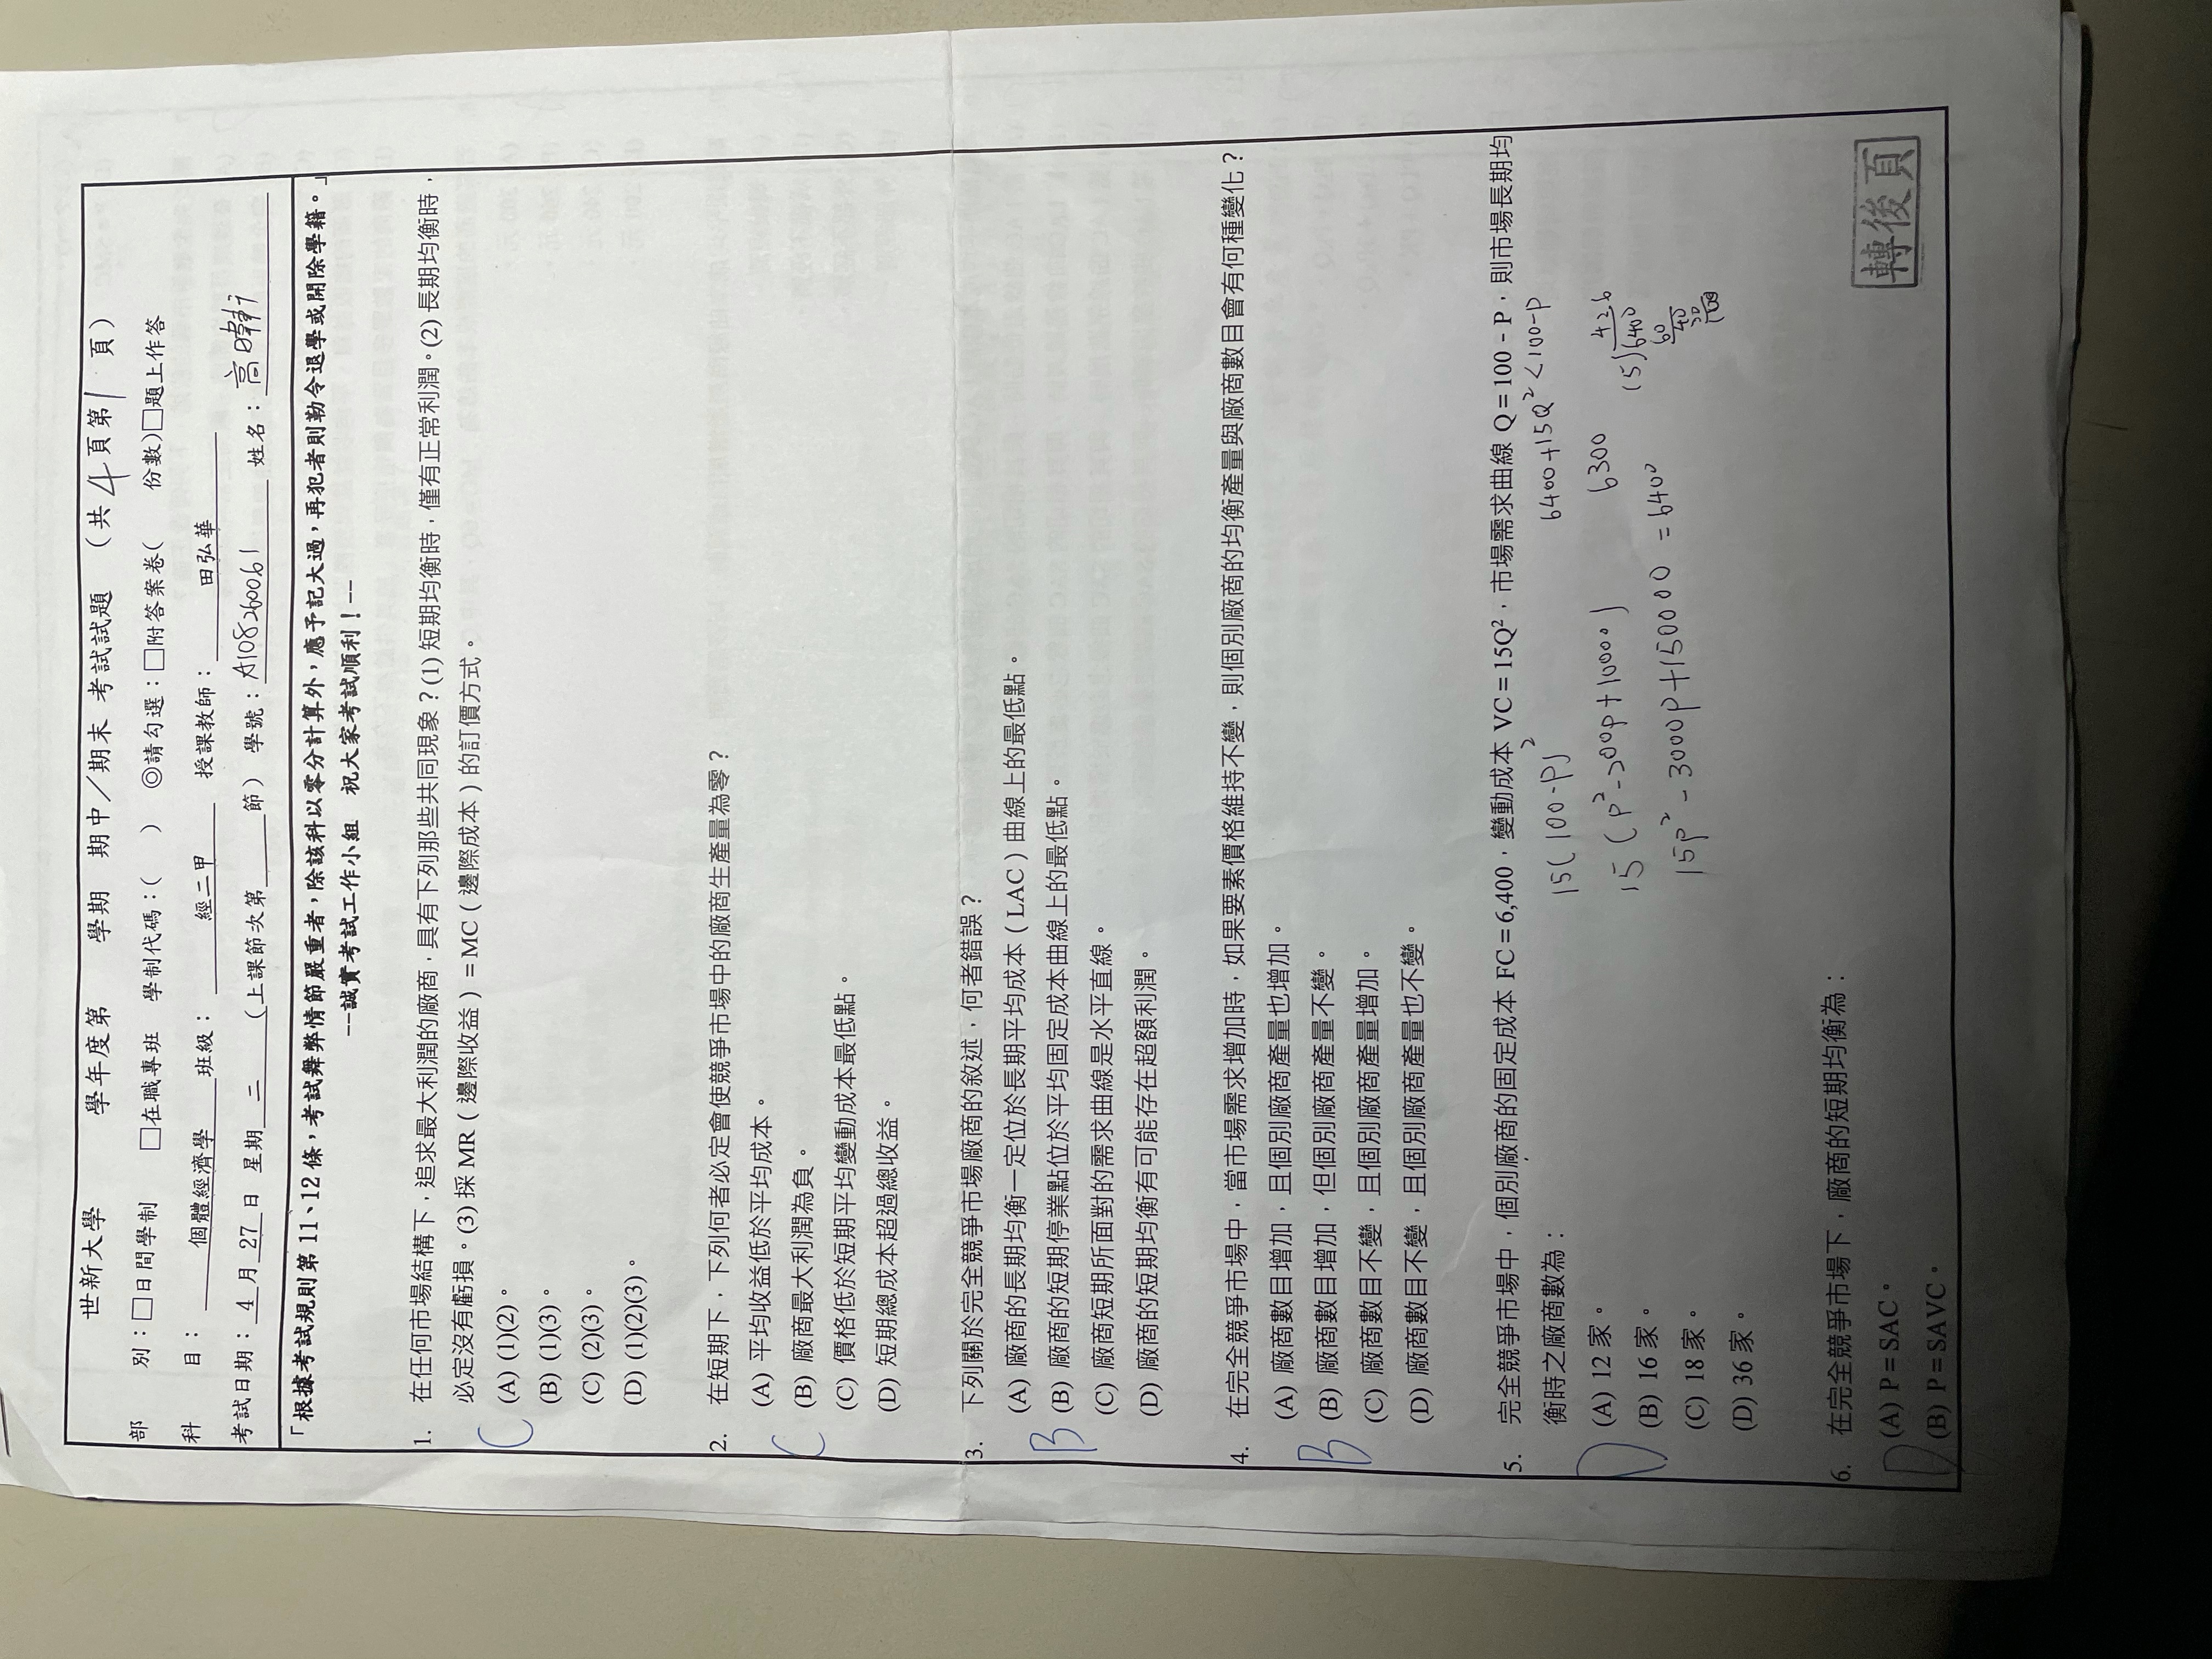 世新大學 學年度第 學期 期中／期末 考試試題 （共4頁第1頁）
部 別：□日間學制 □在職專班 學制代碼：( ) ◎請勾選：□附答案卷( 份數)□題上作答
科 目： 個體經濟學 班級： 經二甲 授課教師： 田弘華
考試日期： 4 月 27 日 星期 二 （上課節次第 節） 學號：A108260061 姓名：高
「根據考試規則第 11、12 條，考試舞弊情節嚴重者，除該科以零分計算外，應予記大過，再犯者則勒令退學或開除學籍。」
--誠實考試工作小組 祝大家考試順利！--
1. 在任何市場結構下，追求最大利潤的廠商，具有下列那些共同現象？(1) 短期均衡時，僅有正常利潤。(2) 長期均衡時，
必定沒有虧損。(3) 採 MR（邊際收益）=MC（邊際成本）的訂價方式。
C
(A) (1)(2)。
(B) (1)(3)。
(C) (2)(3)。
(D) (1)(2)(3)。
2. 在短期下，下列何者必定會使競爭市場中的廠商生產量為零？
(A) 平均收益低於平均成本。
C
(B) 廠商最大利潤為負。
(C) 價格低於短期平均變動成本最低點。
(D) 短期總成本超過總收益。
3. 下列關於完全競爭市場廠商的敘述，何者錯誤？
(A) 廠商的長期均衡一定位於長期平均成本（LAC）曲線上的最低點。
B
(B) 廠商的短期停業點位於平均固定成本曲線上的最低點。
(C) 廠商短期所面對的需求曲線是水平直線。
(D) 廠商的短期均衡有可能存在超額利潤。
4. 在完全競爭市場中，當市場需求增加時，如果要素價格維持不變，則個別廠商的均衡產量與廠商數目會有何種變化？
(A) 廠商數目增加，且個別廠商產量也增加。
B
(B) 廠商數目增加，但個別廠商產量不變。
(C) 廠商數目不變，且個別廠商產量增加。
(D) 廠商數目不變，且個別廠商產量也不變。
5. 完全競爭市場中，個別廠商的固定成本 FC = 6,400，變動成本 VC = 15Q²，市場需求曲線 Q = 100 - P，則市場長期均
衡時之廠商數為：
15(100-P)²
6400+15Q²<100-P
D
(A) 12 家。
15(P²-200P+10000)
6300
42.6
15)6400
60
40
30
100
(B) 16 家。
15P²-3000P+150000=6400
(C) 18 家。
(D) 36 家。
6. 在完全競爭市場下，廠商的短期均衡為：
D
(A) P = SAC。
(B) P = SAVC。
轉後頁